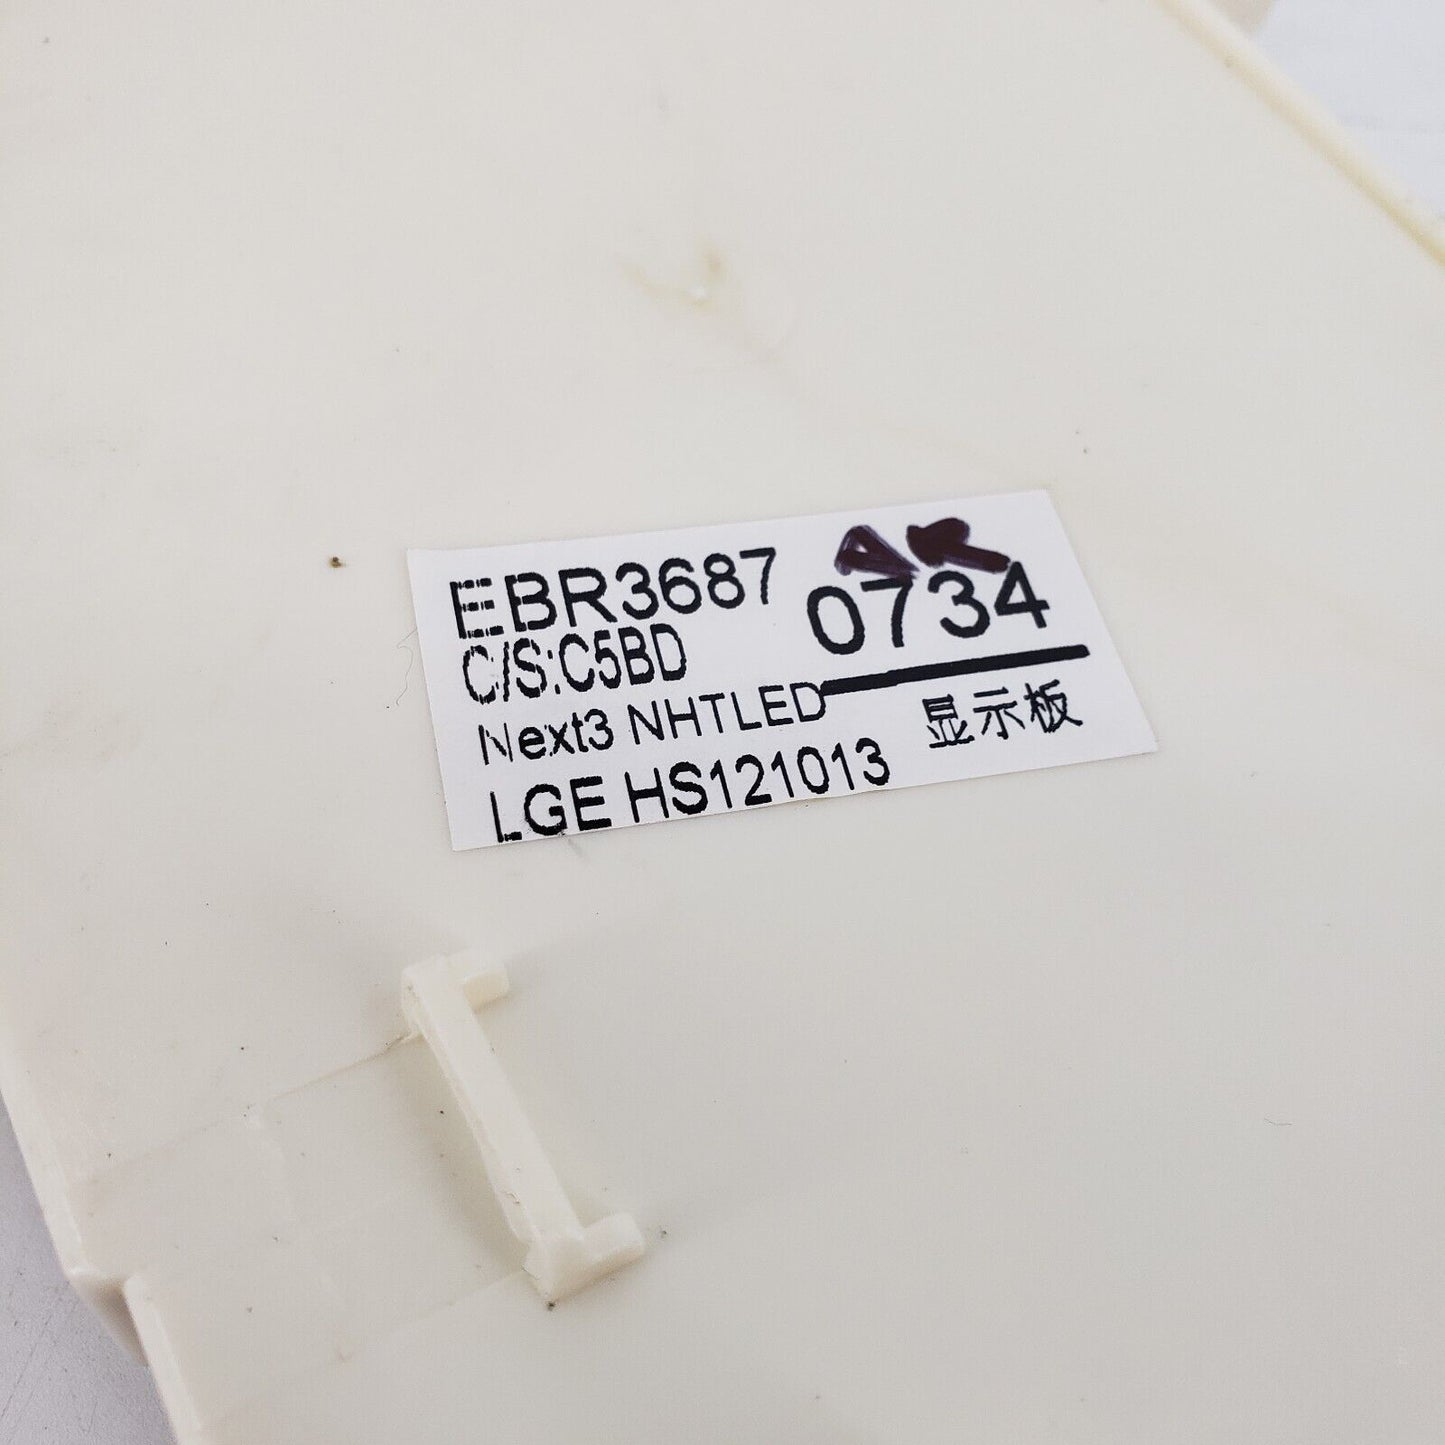 EBR3687 0734
C/S:C5BD
Next3 NHTLED 显示板
LGE HS121013